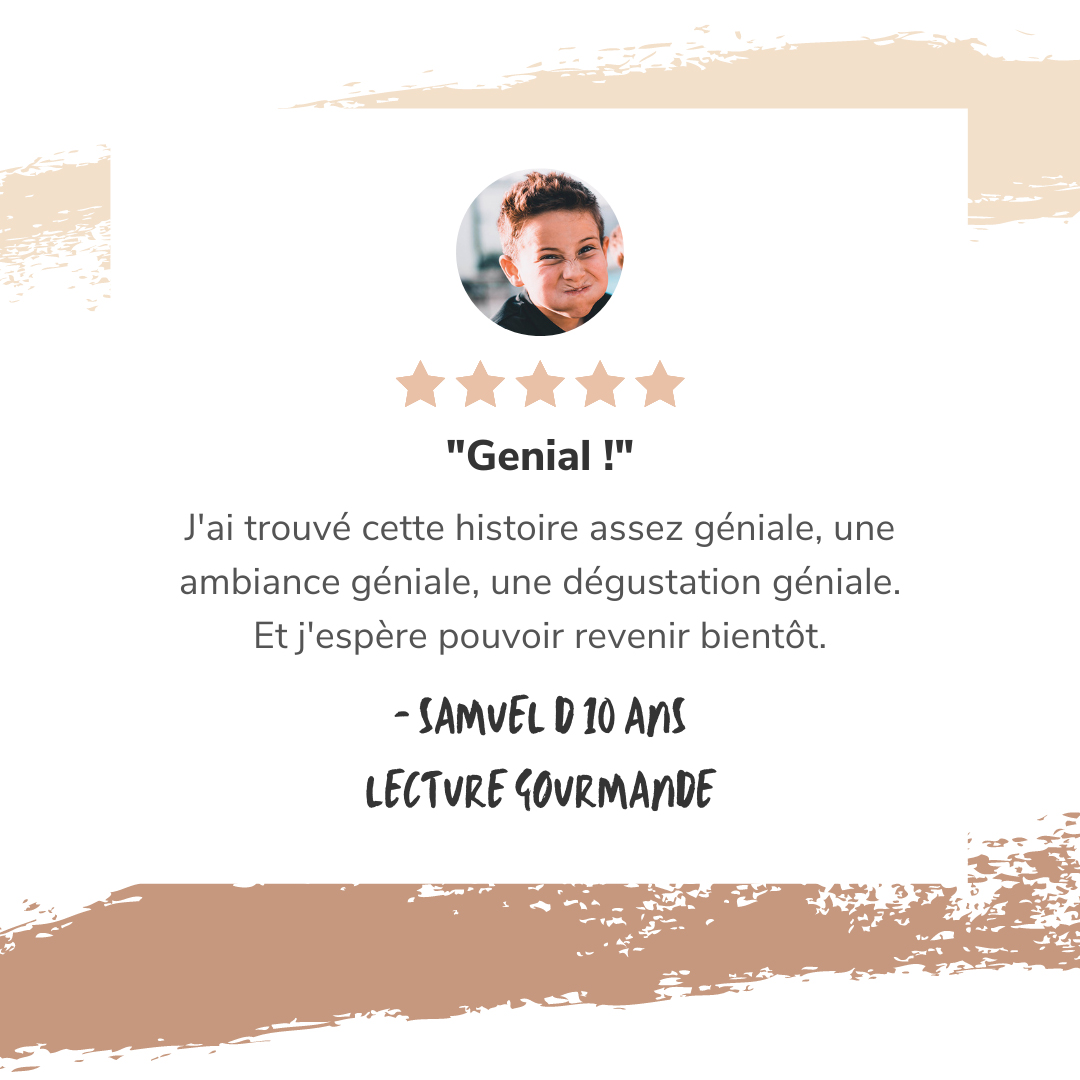 "Genial !"
J'ai trouvé cette histoire assez géniale, une
ambiance géniale, une dégustation géniale.
Et j'espère pouvoir revenir bientôt.
- SAMUEL D 10 ANS
LECTURE GOURMANDE